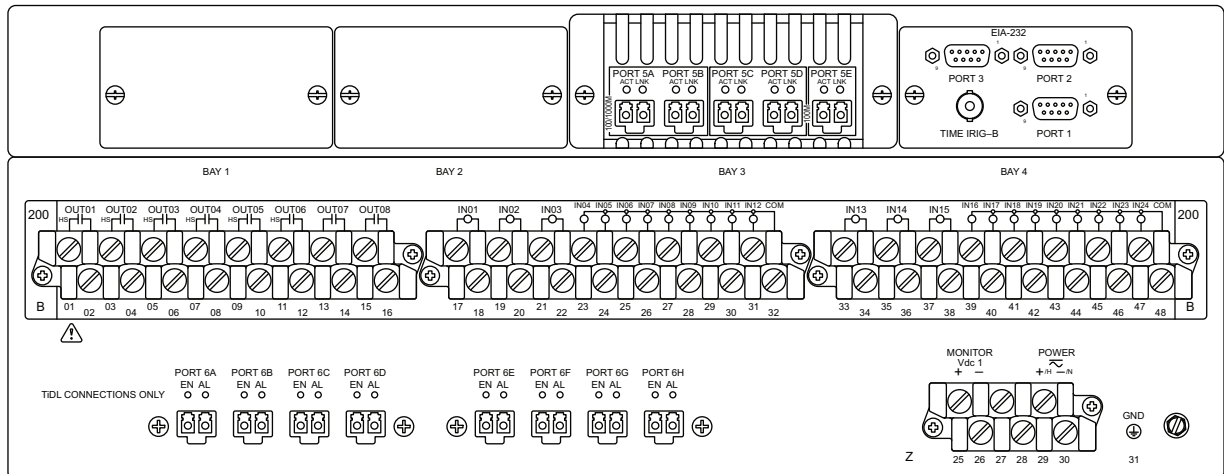 EIA-232
1 1
9 9
PORT 5A PORT 5B PORT 5C PORT 5D PORT 5E
ACT LNK ACT LNK ACT LNK ACT LNK ACT LNK
PORT 3 PORT 2
10/100/1000M 100M
1
9
TIME IRIG–B PORT 1
BAY 1 BAY 2 BAY 3 BAY 4
200 OUT01 OUT02 OUT03 OUT04 OUT05 OUT06 OUT07 OUT08 IN01 IN02 IN03 IN04 IN05 IN06 IN07 IN08 IN09 IN10 IN11 IN12 COM IN13 IN14 IN15 IN16 IN17 IN18 IN19 IN20 IN21 IN22 IN23 IN24 COM 200
HS HS HS HS HS HS
B 01 02 03 04 05 06 07 08 09 10 11 12 13 14 15 16 17 18 19 20 21 22 23 24 25 26 27 28 29 30 31 32 33 34 35 36 37 38 39 40 41 42 43 44 45 46 47 48 B
MONITOR POWER
Vdc 1
+ − +/H −/N
PORT 6A PORT 6B PORT 6C PORT 6D PORT 6E PORT 6F PORT 6G PORT 6H
EN AL EN AL EN AL EN AL EN AL EN AL EN AL EN AL
TiDL CONNECTIONS ONLY
GND
Z 25 26 27 28 29 30 31